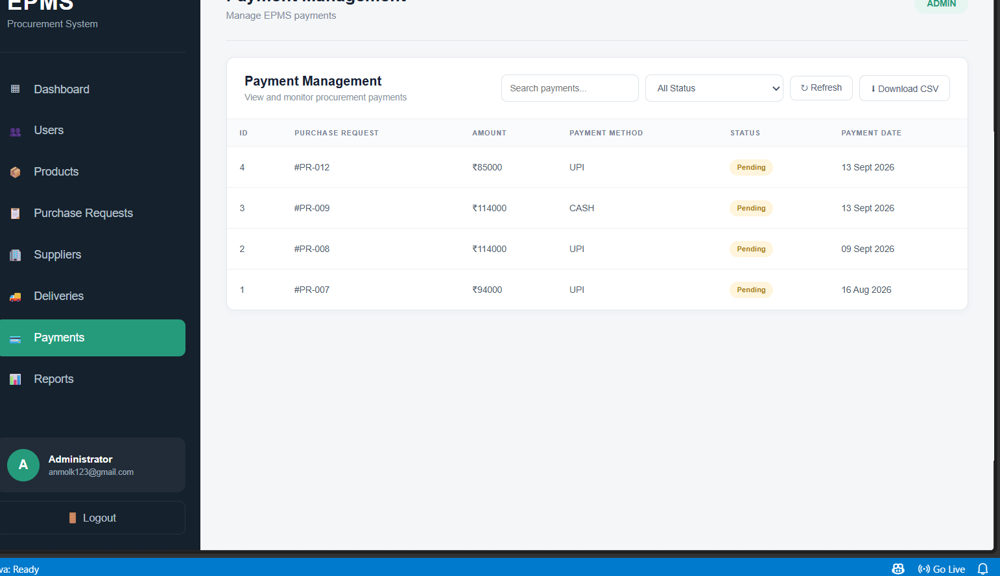 EPMS
Procurement System
Dashboard
Users
Products
Purchase Requests
Suppliers
Deliveries
Payments
Reports
A
Administrator
anmolk123@gmail.com
Logout
Payment Management
Manage EPMS payments
ADMIN
Payment Management
View and monitor procurement payments
Search payments...
All Status
↻ Refresh
⬇ Download CSV
ID PURCHASE REQUEST AMOUNT PAYMENT METHOD STATUS PAYMENT DATE
4 #PR-012 ₹85000 UPI Pending 13 Sept 2026
3 #PR-009 ₹114000 CASH Pending 13 Sept 2026
2 #PR-008 ₹114000 UPI Pending 09 Sept 2026
1 #PR-007 ₹94000 UPI Pending 16 Aug 2026
va: Ready
Go Live